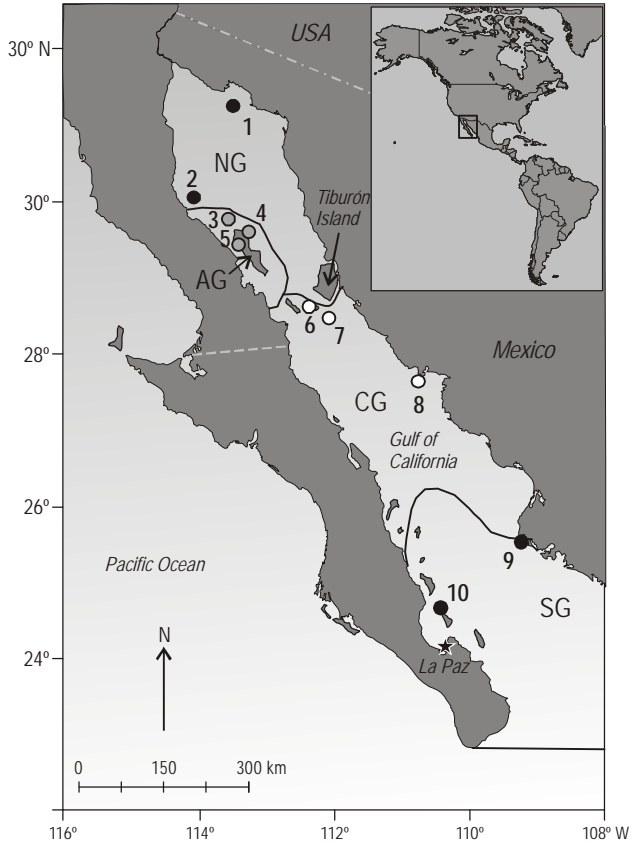 30º N
USA
1
NG
2
30º
3
4
Tiburón
Island
5
AG
6
7
28º
Mexico
8
CG
Gulf of
California
26º
9
Pacific Ocean
10
SG
24º
N
La Paz
0
150
300 km
116º
114º
112º
110º
108º W